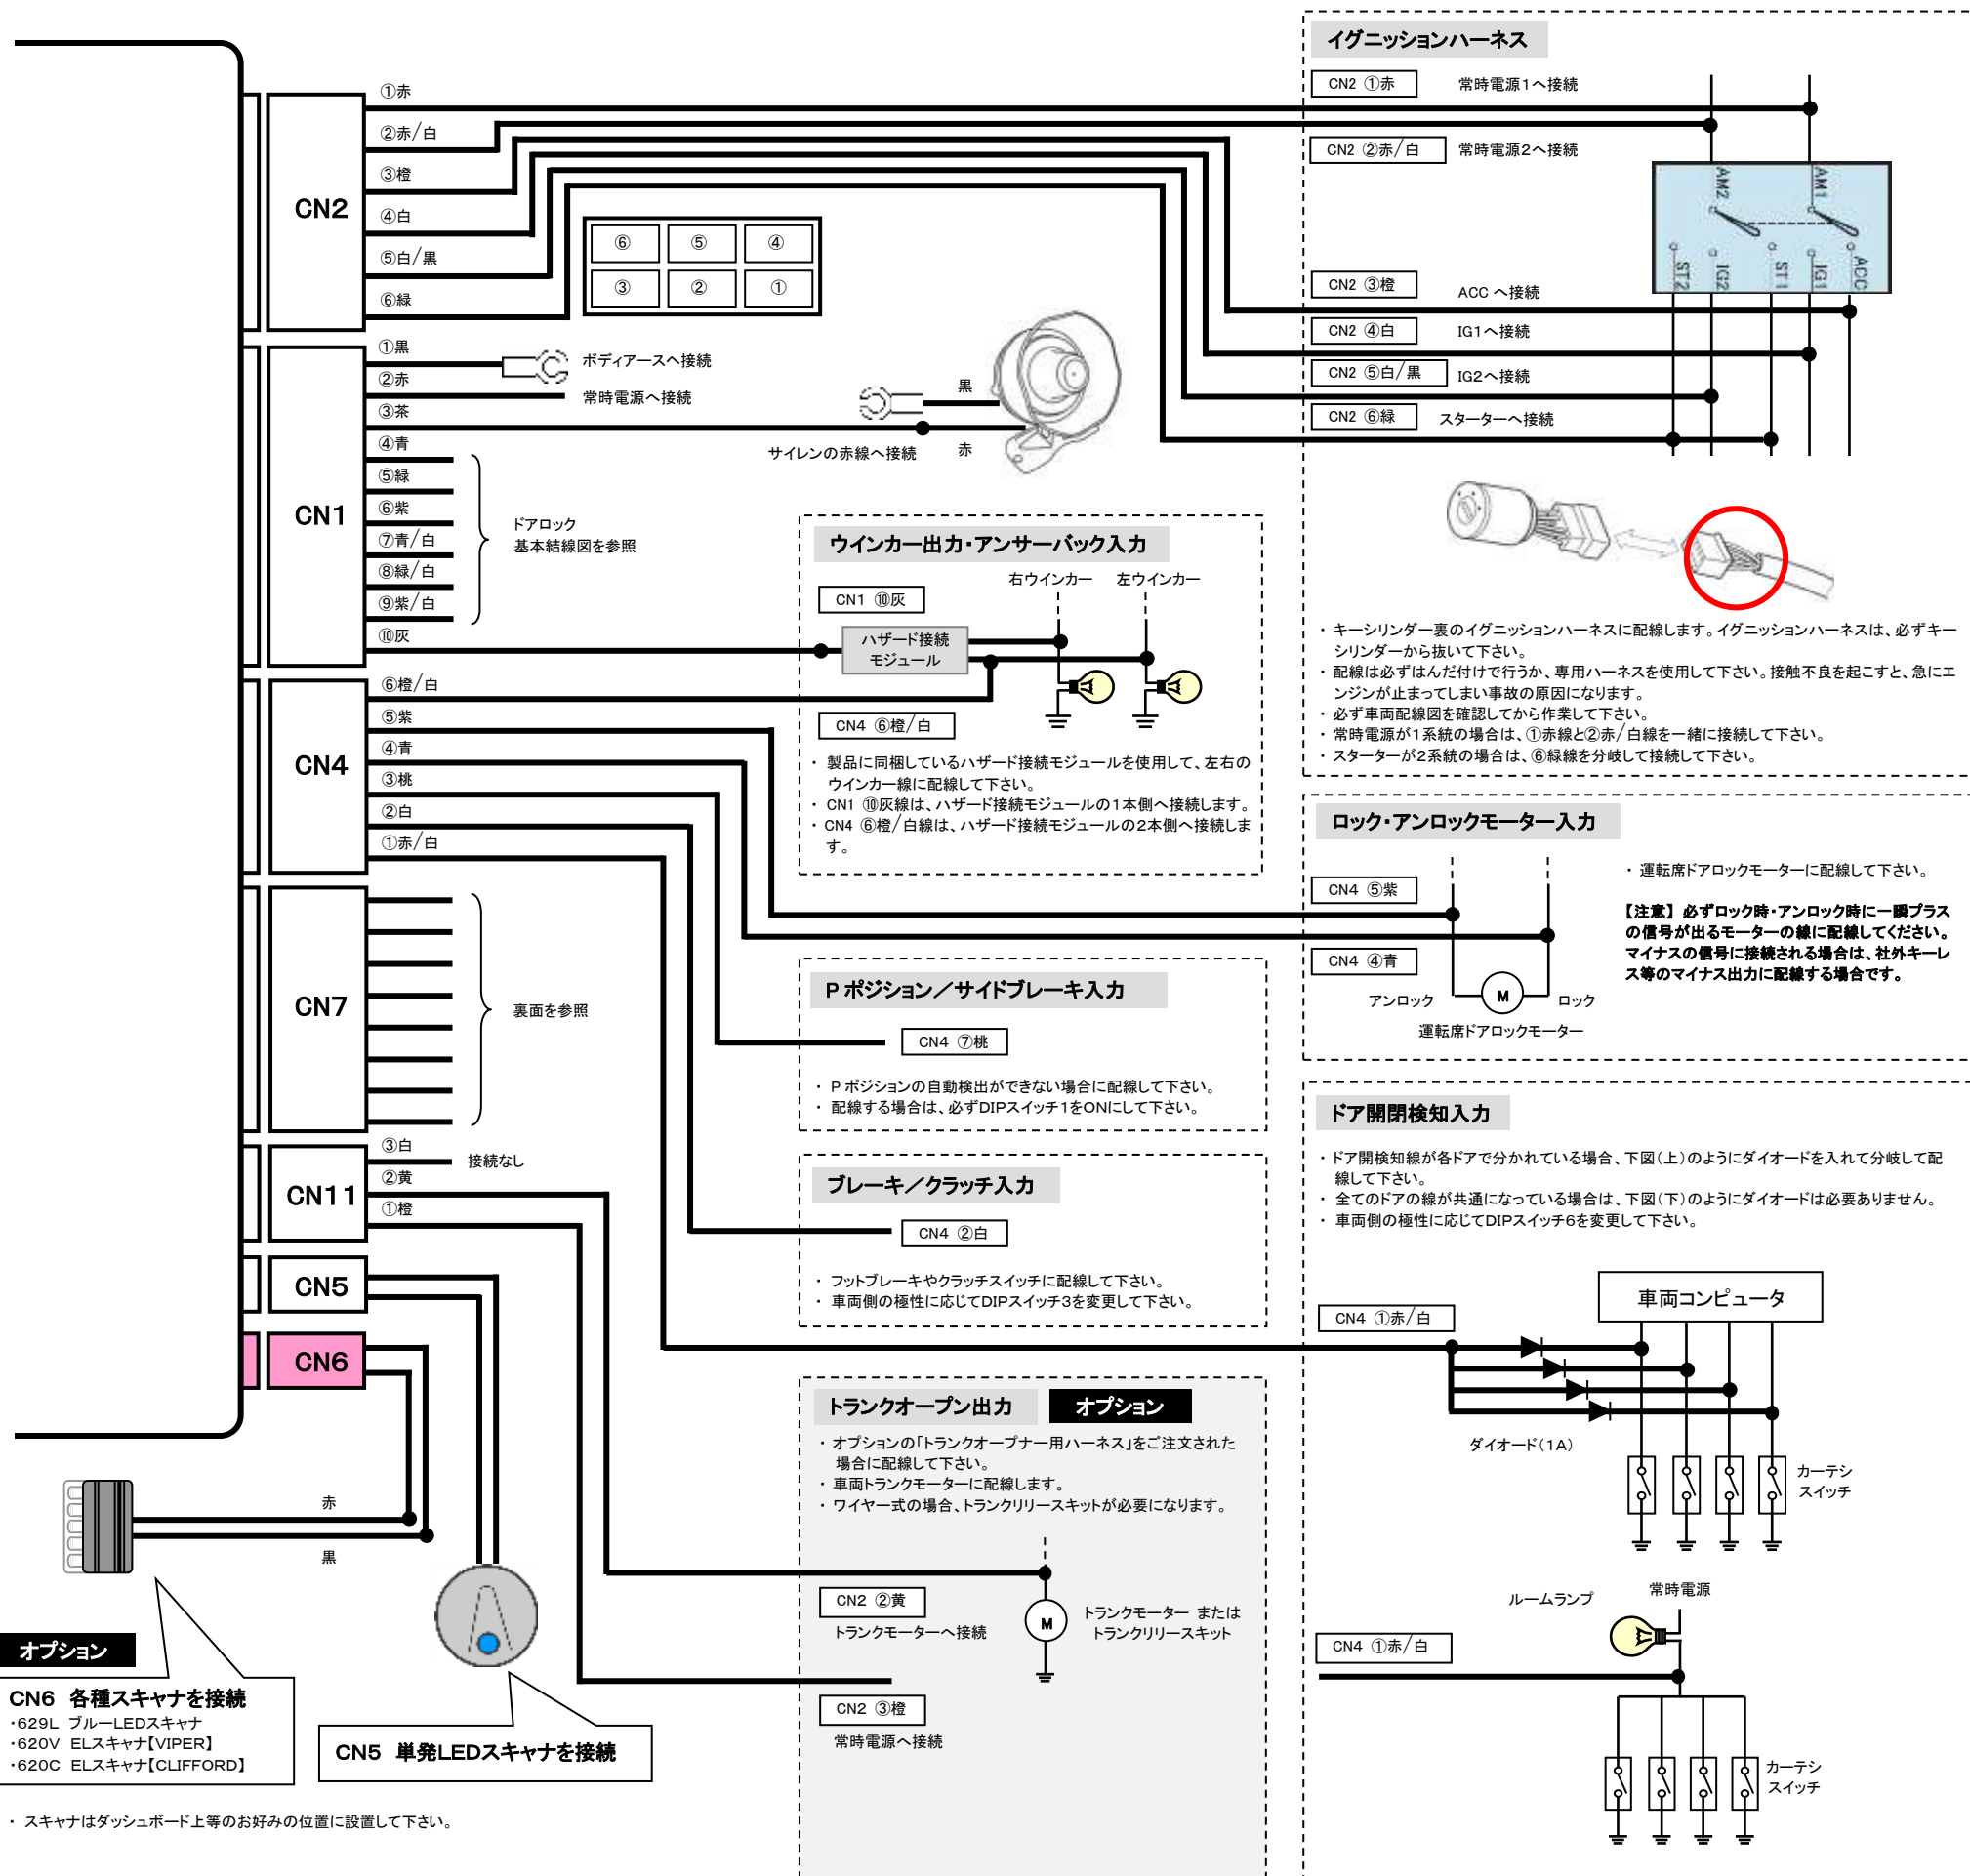 ①赤
②赤/白
③橙
④白
⑤白/黒
⑥緑
CN2
⑥ ⑤ ④
③ ② ①
①黒
ボディアースへ接続
②赤
常時電源へ接続
③茶
④青
⑤緑
⑥紫
⑦青/白
⑧緑/白
⑨紫/白
⑩灰
CN1
ドアロック
基本結線図を参照
黒
サイレンの赤線へ接続
赤
⑥橙/白
⑤紫
④青
③桃
②白
①赤/白
CN4
CN7
裏面を参照
③白
接続なし
②黄
①橙
CN11
CN5
CN6
赤
黒
オプション
CN6 各種スキャナを接続
・629L ブルーLEDスキャナ
・620V ELスキャナ【VIPER】
・620C ELスキャナ【CLIFFORD】
CN5 単発LEDスキャナを接続
・ スキャナはダッシュボード上等のお好みの位置に設置して下さい。
ウインカー出力・アンサーバック入力
右ウインカー 左ウインカー
CN1 ⑩灰
ハザード接続
モジュール
CN4 ⑥橙/白
・ 製品に同梱しているハザード接続モジュールを使用して、左右の
ウインカー線に配線して下さい。
・ CN1 ⑩灰線は、ハザード接続モジュールの1本側へ接続します。
・ CN4 ⑥橙/白線は、ハザード接続モジュールの2本側へ接続しま
す。
P ポジション／サイドブレーキ入力
CN4 ⑦桃
・ P ポジションの自動検出ができない場合に配線して下さい。
・ 配線する場合は、必ずDIPスイッチ1をONにして下さい。
ブレーキ／クラッチ入力
CN4 ②白
・ フットブレーキやクラッチスイッチに配線して下さい。
・ 車両側の極性に応じてDIPスイッチ3を変更して下さい。
トランクオープン出力 オプション
・ オプションの「トランクオープナー用ハーネス」をご注文された
場合に配線して下さい。
・ 車両トランクモーターに配線します。
・ ワイヤー式の場合、トランクリリースキットが必要になります。
CN2 ②黄
トランクモーターへ接続
M
トランクモーター または
トランクリリースキット
CN2 ③橙
常時電源へ接続
イグニッションハーネス
CN2 ①赤 常時電源1へ接続
CN2 ②赤/白 常時電源2へ接続
AM2 AM1
ST2 IG2 ST1 IG1 ACC
CN2 ③橙 ACC へ接続
CN2 ④白 IG1へ接続
CN2 ⑤白/黒 IG2へ接続
CN2 ⑥緑 スターターへ接続
・ キーシリンダー裏のイグニッションハーネスに配線します。イグニッションハーネスは、必ずキー
シリンダーから抜いて下さい。
・ 配線は必ずはんだ付けで行うか、専用ハーネスを使用して下さい。接触不良を起こすと、急にエ
ンジンが止まってしまい事故の原因になります。
・ 必ず車両配線図を確認してから作業して下さい。
・ 常時電源が1系統の場合は、①赤線と②赤/白線を一緒に接続して下さい。
・ スターターが2系統の場合は、⑥緑線を分岐して接続して下さい。
ロック・アンロックモーター入力
・ 運転席ドアロックモーターに配線して下さい。
CN4 ⑤紫
【注意】 必ずロック時・アンロック時に一瞬プラス
の信号が出るモーターの線に配線してください。
マイナスの信号に接続される場合は、社外キーレ
ス等のマイナス出力に配線する場合です。
CN4 ④青
アンロック M ロック
運転席ドアロックモーター
ドア開閉検知入力
・ ドア開検知線が各ドアで分かれている場合、下図（上）のようにダイオードを入れて分岐して配
線して下さい。
・ 全てのドアの線が共通になっている場合は、下図（下）のようにダイオードは必要ありません。
・ 車両側の極性に応じてDIPスイッチ6を変更して下さい。
CN4 ①赤/白
車両コンピュータ
ダイオード（1A）
カーテシ
スイッチ
ルームランプ
常時電源
CN4 ①赤/白
カーテシ
スイッチ